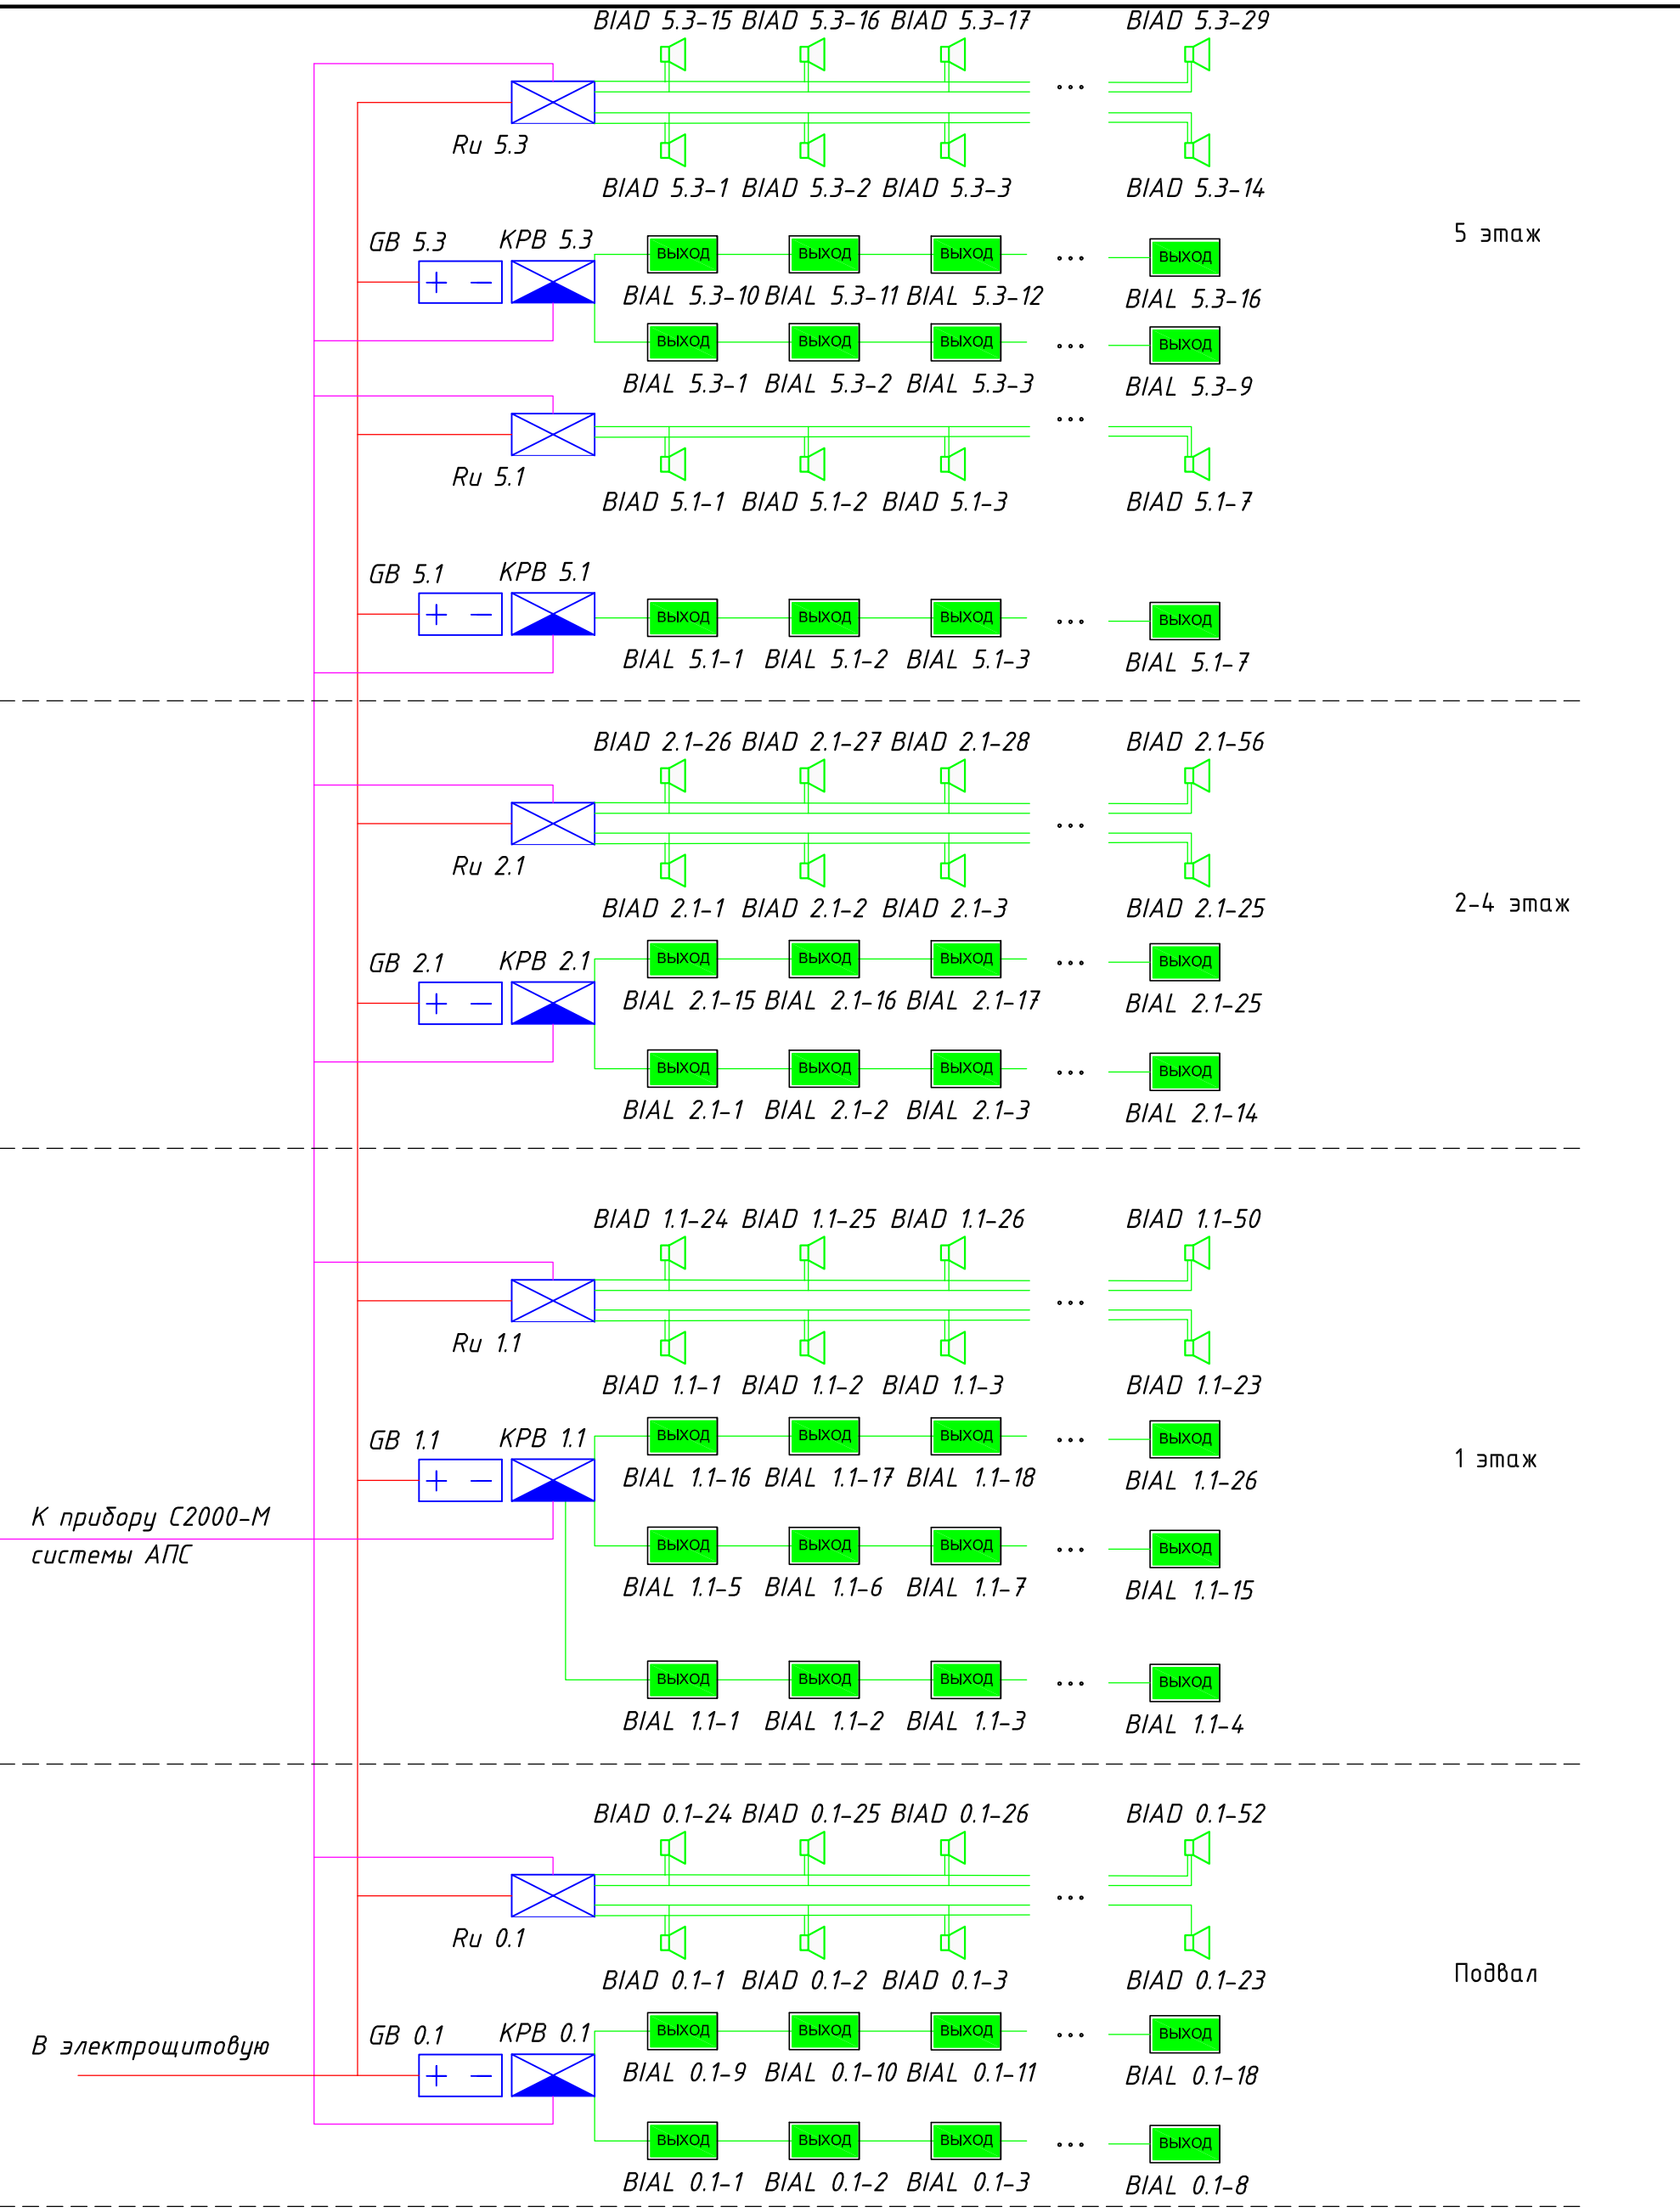 BIAD 5.3-15 BIAD 5.3-16 BIAD 5.3-17 BIAD 5.3-29
Ru 5.3
BIAD 5.3-1 BIAD 5.3-2 BIAD 5.3-3 BIAD 5.3-14
5 этаж
GB 5.3 КРВ 5.3 ВЫХОД ВЫХОД ВЫХОД ВЫХОД
BIAL 5.3-10 BIAL 5.3-11 BIAL 5.3-12 BIAL 5.3-16
ВЫХОД ВЫХОД ВЫХОД ВЫХОД
BIAL 5.3-1 BIAL 5.3-2 BIAL 5.3-3 BIAL 5.3-9
Ru 5.1
BIAD 5.1-1 BIAD 5.1-2 BIAD 5.1-3 BIAD 5.1-7
GB 5.1 КРВ 5.1
ВЫХОД ВЫХОД ВЫХОД ВЫХОД
BIAL 5.1-1 BIAL 5.1-2 BIAL 5.1-3 BIAL 5.1-7
BIAD 2.1-26 BIAD 2.1-27 BIAD 2.1-28 BIAD 2.1-56
Ru 2.1
BIAD 2.1-1 BIAD 2.1-2 BIAD 2.1-3 BIAD 2.1-25
2-4 этаж
GB 2.1 КРВ 2.1 ВЫХОД ВЫХОД ВЫХОД ВЫХОД
BIAL 2.1-15 BIAL 2.1-16 BIAL 2.1-17 BIAL 2.1-25
ВЫХОД ВЫХОД ВЫХОД ВЫХОД
BIAL 2.1-1 BIAL 2.1-2 BIAL 2.1-3 BIAL 2.1-14
BIAD 1.1-24 BIAD 1.1-25 BIAD 1.1-26 BIAD 1.1-50
Ru 1.1
BIAD 1.1-1 BIAD 1.1-2 BIAD 1.1-3 BIAD 1.1-23
GB 1.1 КРВ 1.1 ВЫХОД ВЫХОД ВЫХОД ВЫХОД
1 этаж
BIAL 1.1-16 BIAL 1.1-17 BIAL 1.1-18 BIAL 1.1-26
К прибору С2000-М
системы АПС
ВЫХОД ВЫХОД ВЫХОД ВЫХОД
BIAL 1.1-5 BIAL 1.1-6 BIAL 1.1-7 BIAL 1.1-15
ВЫХОД ВЫХОД ВЫХОД ВЫХОД
BIAL 1.1-1 BIAL 1.1-2 BIAL 1.1-3 BIAL 1.1-4
BIAD 0.1-24 BIAD 0.1-25 BIAD 0.1-26 BIAD 0.1-52
Ru 0.1
BIAD 0.1-1 BIAD 0.1-2 BIAD 0.1-3 BIAD 0.1-23
Подвал
В электрощитовую
GB 0.1 КРВ 0.1 ВЫХОД ВЫХОД ВЫХОД ВЫХОД
BIAL 0.1-9 BIAL 0.1-10 BIAL 0.1-11 BIAL 0.1-18
ВЫХОД ВЫХОД ВЫХОД ВЫХОД
BIAL 0.1-1 BIAL 0.1-2 BIAL 0.1-3 BIAL 0.1-8